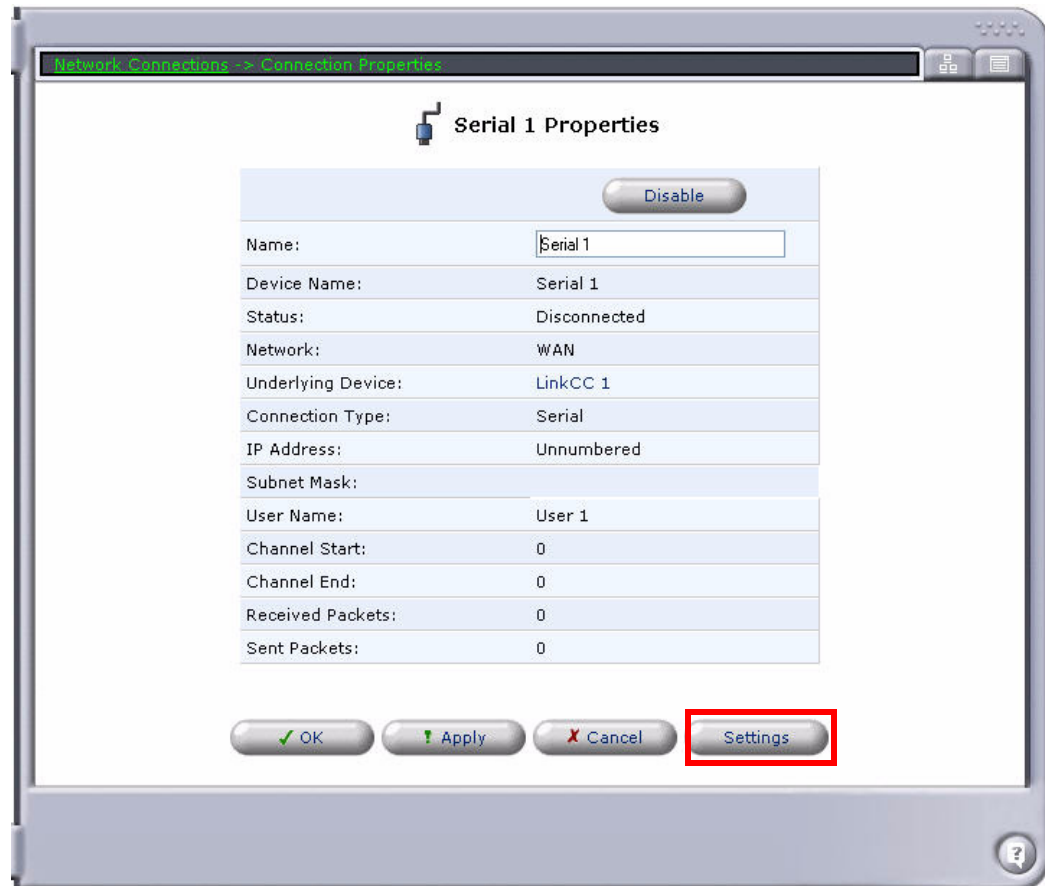 Network Connections -> Connection Properties
Serial 1 Properties
Disable
Name: Serial 1
Device Name: Serial 1
Status: Disconnected
Network: WAN
Underlying Device: LinkCC 1
Connection Type: Serial
IP Address: Unnumbered
Subnet Mask:
User Name: User 1
Channel Start: 0
Channel End: 0
Received Packets: 0
Sent Packets: 0
✓ OK ! Apply ✗ Cancel Settings
?